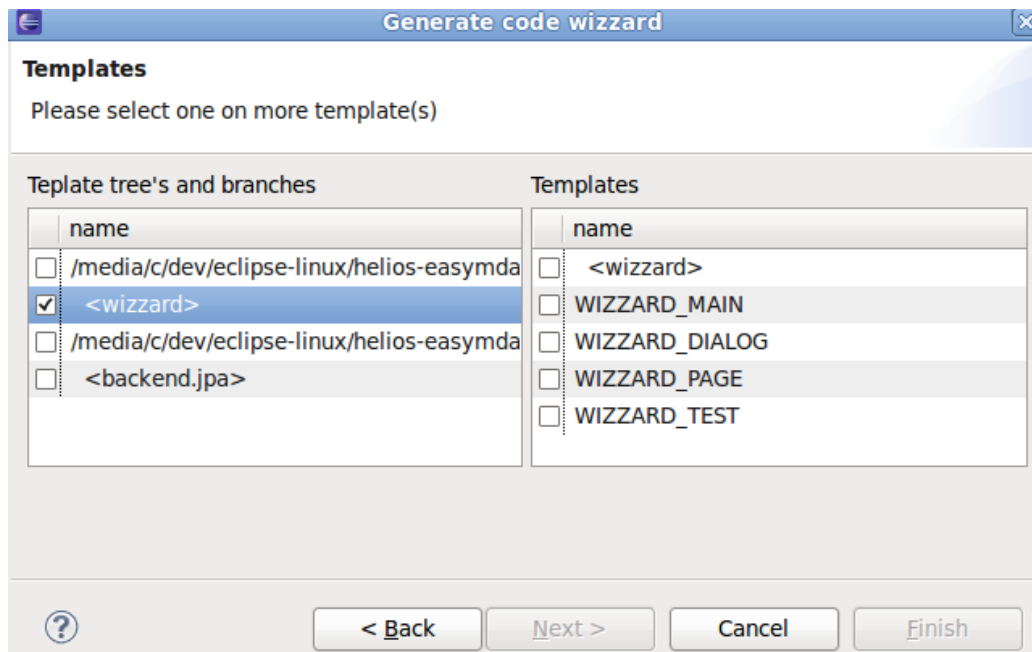 Generate code wizzard
Templates
Please select one on more template(s)
Teplate tree's and branches
name
/media/c/dev/eclipse-linux/helios-easymda
<wizzard>
/media/c/dev/eclipse-linux/helios-easymda
<backend.jpa>
Templates
name
<wizzard>
WIZZARD_MAIN
WIZZARD_DIALOG
WIZZARD_PAGE
WIZZARD_TEST
? < Back Next > Cancel Finish